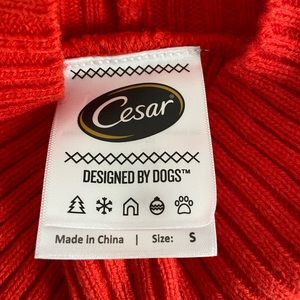 Cesar
DESIGNED BY DOGS™
Made in China | Size: S